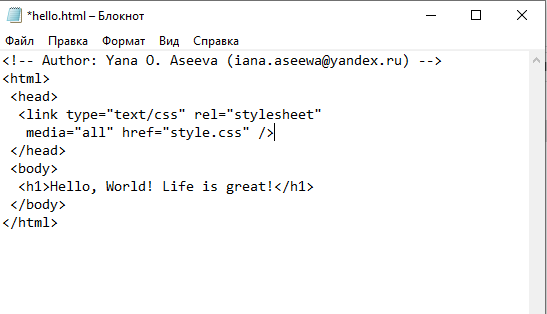 *hello.html – Блокнот
Файл Правка Формат Вид Справка
<!-- Author: Yana O. Aseeva (iana.aseewa@yandex.ru) -->
<html>
 <head>
  <link type="text/css" rel="stylesheet"
   media="all" href="style.css" />
 </head>
 <body>
  <h1>Hello, World! Life is great!</h1>
 </body>
</html>